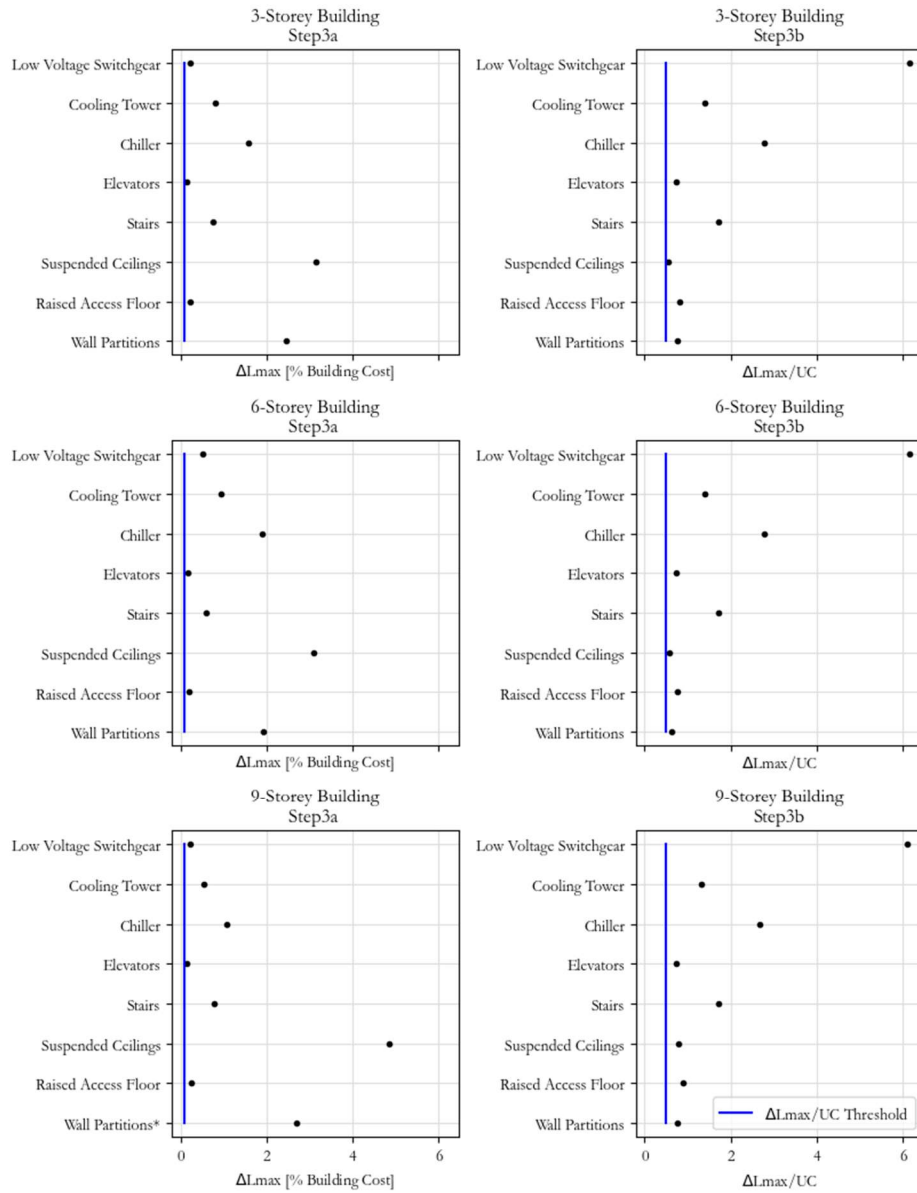 3-Storey Building
Step3a
Low Voltage Switchgear
Cooling Tower
Chiller
Elevators
Stairs
Suspended Ceilings
Raised Access Floor
Wall Partitions
ΔLmax [% Building Cost]
3-Storey Building
Step3b
Low Voltage Switchgear
Cooling Tower
Chiller
Elevators
Stairs
Suspended Ceilings
Raised Access Floor
Wall Partitions
ΔLmax/UC
6-Storey Building
Step3a
Low Voltage Switchgear
Cooling Tower
Chiller
Elevators
Stairs
Suspended Ceilings
Raised Access Floor
Wall Partitions
ΔLmax [% Building Cost]
6-Storey Building
Step3b
Low Voltage Switchgear
Cooling Tower
Chiller
Elevators
Stairs
Suspended Ceilings
Raised Access Floor
Wall Partitions
ΔLmax/UC
9-Storey Building
Step3a
Low Voltage Switchgear
Cooling Tower
Chiller
Elevators
Stairs
Suspended Ceilings
Raised Access Floor
Wall Partitions*
0 2 4 6
ΔLmax [% Building Cost]
9-Storey Building
Step3b
Low Voltage Switchgear
Cooling Tower
Chiller
Elevators
Stairs
Suspended Ceilings
Raised Access Floor
Wall Partitions
ΔLmax/UC Threshold
0 2 4 6
ΔLmax/UC